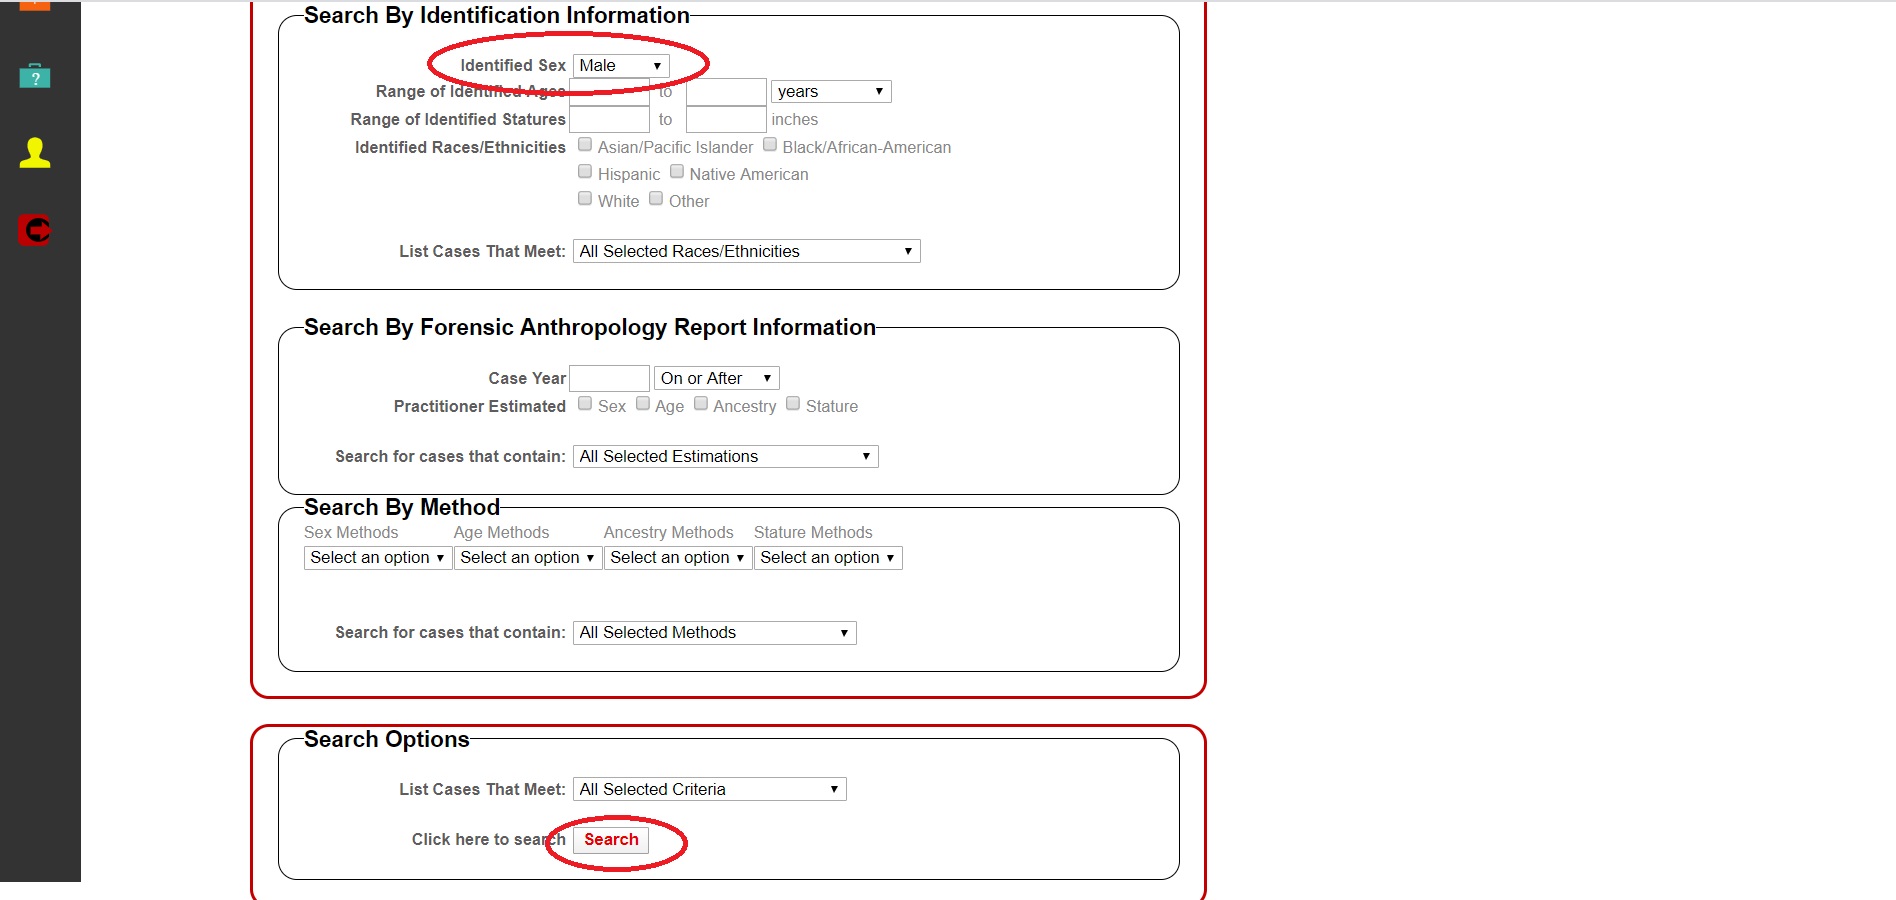 Search By Identification Information
Identified Sex Male
Range of Identified Ages to years
Range of Identified Statures to inches
Identified Races/Ethnicities Asian/Pacific Islander Black/African-American
Hispanic Native American
White Other
List Cases That Meet: All Selected Races/Ethnicities
Search By Forensic Anthropology Report Information
Case Year On or After
Practitioner Estimated Sex Age Ancestry Stature
Search for cases that contain: All Selected Estimations
Search By Method
Sex Methods Age Methods Ancestry Methods Stature Methods
Select an option Select an option Select an option Select an option
Search for cases that contain: All Selected Methods
Search Options
List Cases That Meet: All Selected Criteria
Click here to search Search